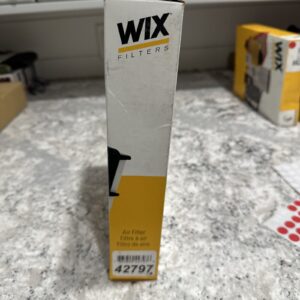 WIX
FILTERS
Air Filter
Filtre à air
Filtro de aire
42797